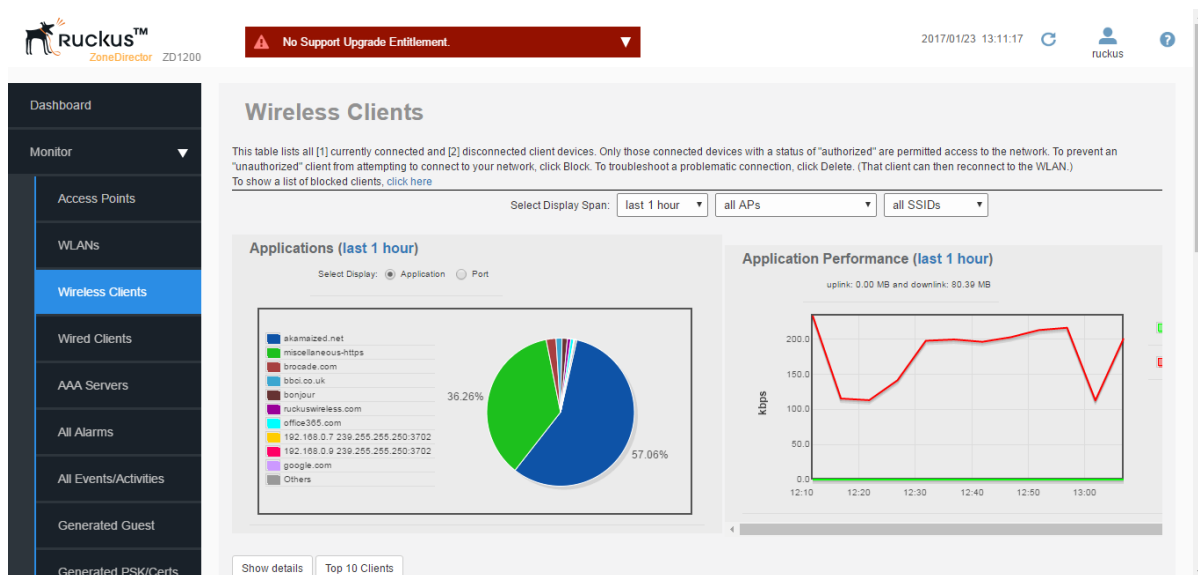 Ruckus™
ZoneDirector ZD1200
No Support Upgrade Entitlement.
2017/01/23 13:11:17
ruckus
?
Dashboard
Monitor
Access Points
WLANs
Wireless Clients
Wired Clients
AAA Servers
All Alarms
All Events/Activities
Generated Guest
Generated PSK/Certs
Wireless Clients
This table lists all [1] currently connected and [2] disconnected client devices. Only those connected devices with a status of "authorized" are permitted access to the network. To prevent an
"unauthorized" client from attempting to connect to your network, click Block. To troubleshoot a problematic connection, click Delete. (That client can then reconnect to the WLAN.)
To show a list of blocked clients, click here
Select Display Span: last 1 hour all APs all SSIDs
Applications (last 1 hour)
Select Display: Application Port
akamaized.net
miscellaneous-https
brocade.com
bbci.co.uk
bonjour
ruckuswireless.com
office365.com
192.168.0.7 239.255.255.250:3702
192.168.0.9 239.255.255.250:3702
google.com
Others
36.26%
57.06%
Application Performance (last 1 hour)
uplink: 0.00 MB and downlink: 80.39 MB
kbps
200.0
150.0
100.0
50.0
0.0
12:10 12:20 12:30 12:40 12:50 13:00
Show details Top 10 Clients